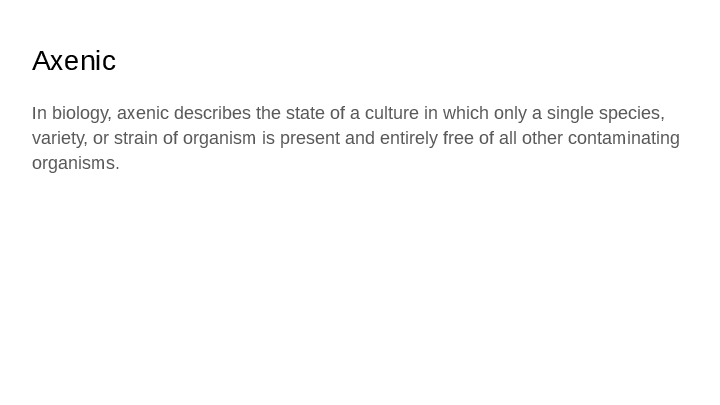 Axenic
In biology, axenic describes the state of a culture in which only a single species,
variety, or strain of organism is present and entirely free of all other contaminating
organisms.